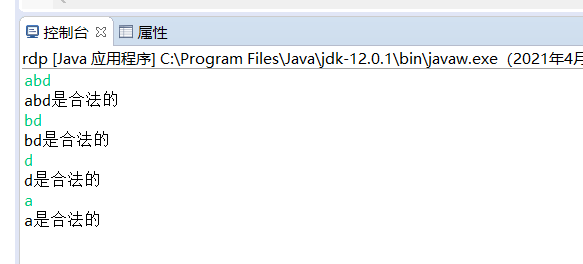 控制台 属性
rdp [Java 应用程序] C:\Program Files\Java\jdk-12.0.1\bin\javaw.exe（2021年4月
abd
abd是合法的
bd
bd是合法的
d
d是合法的
a
a是合法的